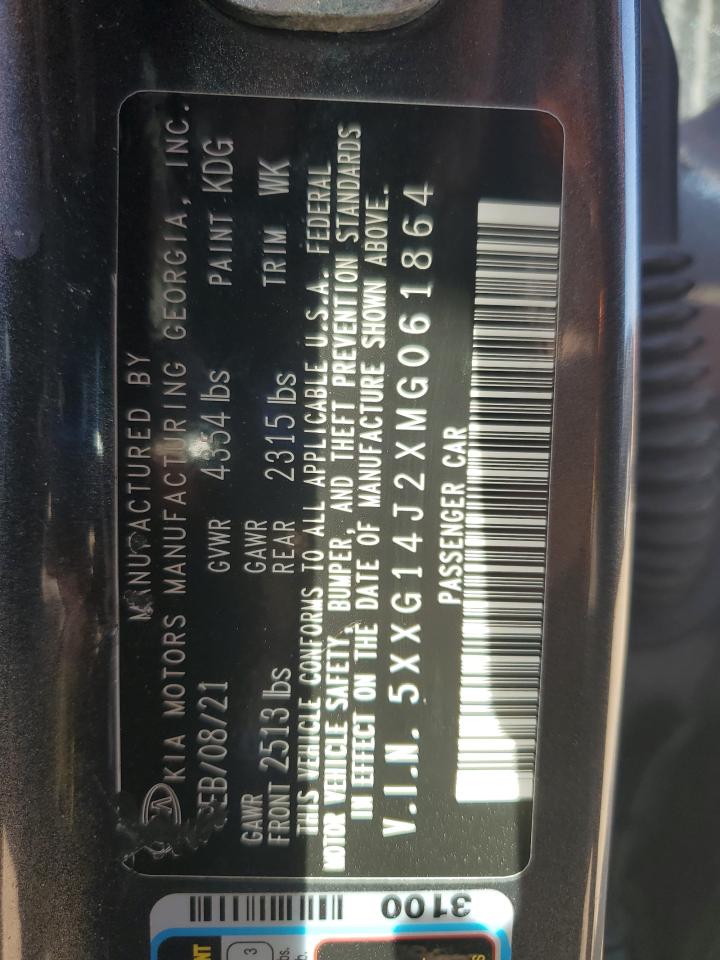 MANUFACTURED BY
KIA MOTORS MANUFACTURING GEORGIA, INC.
FEB/08/21 GVWR 4354 lbs PAINT KDG
GAWR FRONT 2513 lbs GAWR REAR 2315 lbs TRIM WK
THIS VEHICLE CONFORMS TO ALL APPLICABLE U.S.A. FEDERAL
MOTOR VEHICLE SAFETY, BUMPER, AND THEFT PREVENTION STANDARDS
IN EFFECT ON THE DATE OF MANUFACTURE SHOWN ABOVE.
V.I.N. 5XXG14J2XMG061864
PASSENGER CAR
3100
3